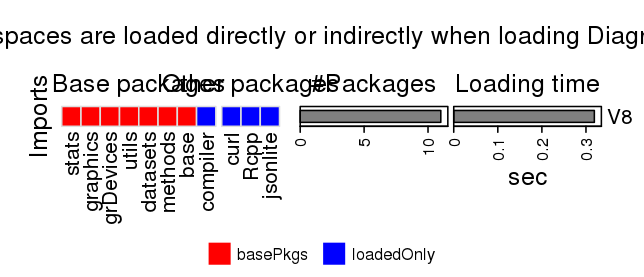 spaces are loaded directly or indirectly when loading Diagr
Base packages
Other packages
#Packages
Loading time
Imports
V8
stats
graphics
grDevices
utils
datasets
methods
base
compiler
curl
Rcpp
jsonlite
0
5
10
0
0.1
0.2
0.3
sec
basePkgs
loadedOnly